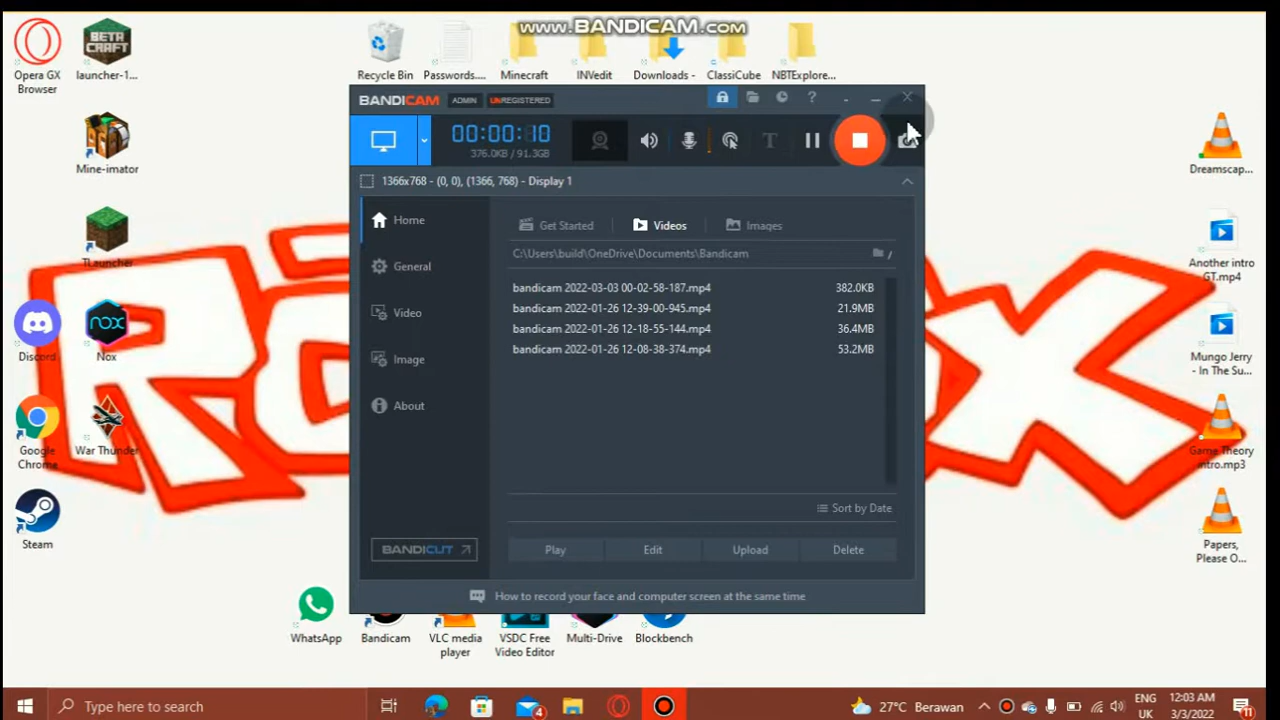 www.BANDICAM.com
Opera GX
Browser
BETA
CRAFT
launcher-1...
Recycle Bin
Passwords....
Minecraft
INVedit
Downloads -
ClassiCube
NBTExplore...
BANDICAM
ADMIN
UNREGISTERED
00:00:10
376.0KB / 91.3GB
1366x768 - (0, 0), (1366, 768) - Display 1
Home
General
Video
Image
About
BANDICUT
Get Started
Videos
Images
C:\Users\build\OneDrive\Documents\Bandicam
bandicam 2022-03-03 00-02-58-187.mp4 382.0KB
bandicam 2022-01-26 12-39-00-945.mp4 21.9MB
bandicam 2022-01-26 12-18-55-144.mp4 36.4MB
bandicam 2022-01-26 12-08-38-374.mp4 53.2MB
Sort by Date
Play
Edit
Upload
Delete
How to record your face and computer screen at the same time
Mine-imator
TLauncher
Discord
nox
Nox
Google
Chrome
War Thunder
Steam
Dreamscap...
Another intro
GT.mp4
Mungo Jerry
- In The Su...
Game Theory
Intro.mp3
Papers,
Please O...
WhatsApp
Bandicam
VLC media
player
VSDC Free
Video Editor
Multi-Drive
Blockbench
Type here to search
4
27°C Berawan
ENG
UK
12:03 AM
3/3/2022
11